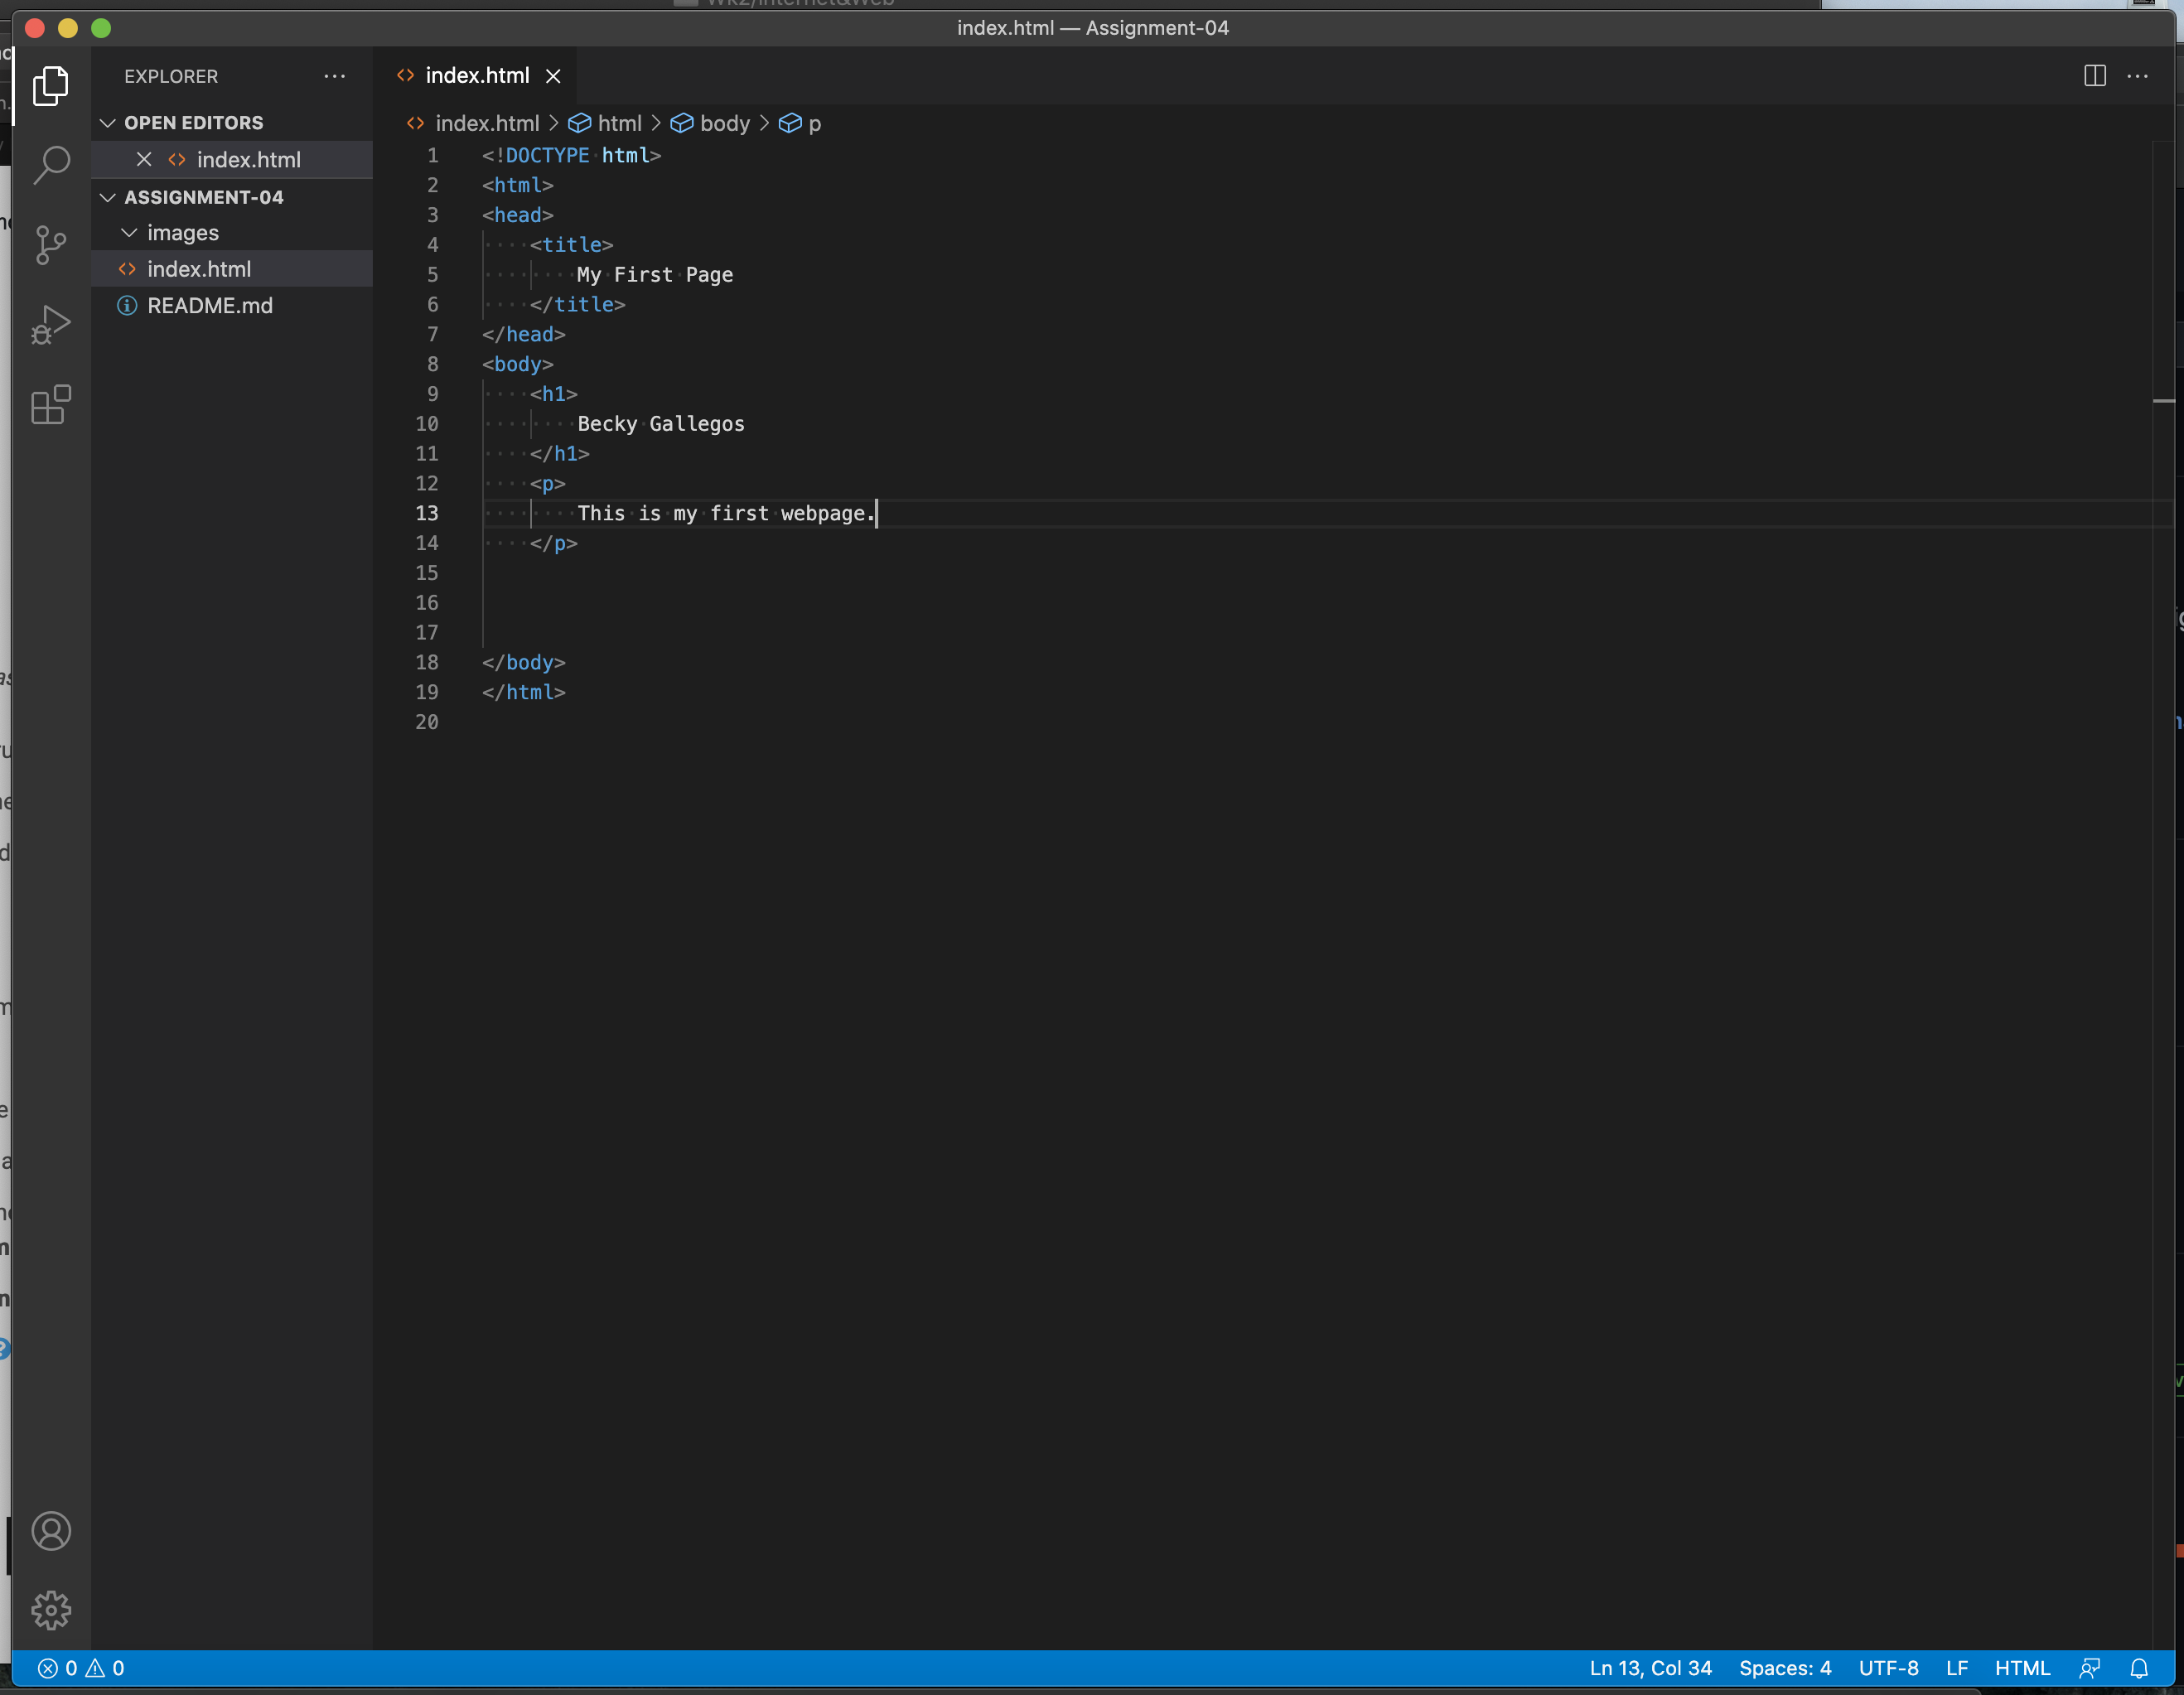 index.html — Assignment-04
EXPLORER
OPEN EDITORS
index.html
ASSIGNMENT-04
images
index.html
README.md
index.html
index.html > html > body > p
1 <!DOCTYPE html>
2 <html>
3 <head>
4 <title>
5 My First Page
6 </title>
7 </head>
8 <body>
9 <h1>
10 Becky Gallegos
11 </h1>
12 <p>
13 This is my first webpage.
14 </p>
15
16
17
18 </body>
19 </html>
20
0 0
Ln 13, Col 34 Spaces: 4 UTF-8 LF HTML